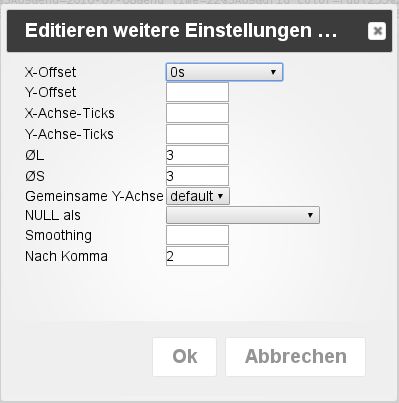 Editieren weitere Einstellungen ...
X-Offset 0s
Y-Offset
X-Achse-Ticks
Y-Achse-Ticks
ØL 3
ØS 3
Gemeinsame Y-Achse default
NULL als
Smoothing
Nach Komma 2
Ok Abbrechen